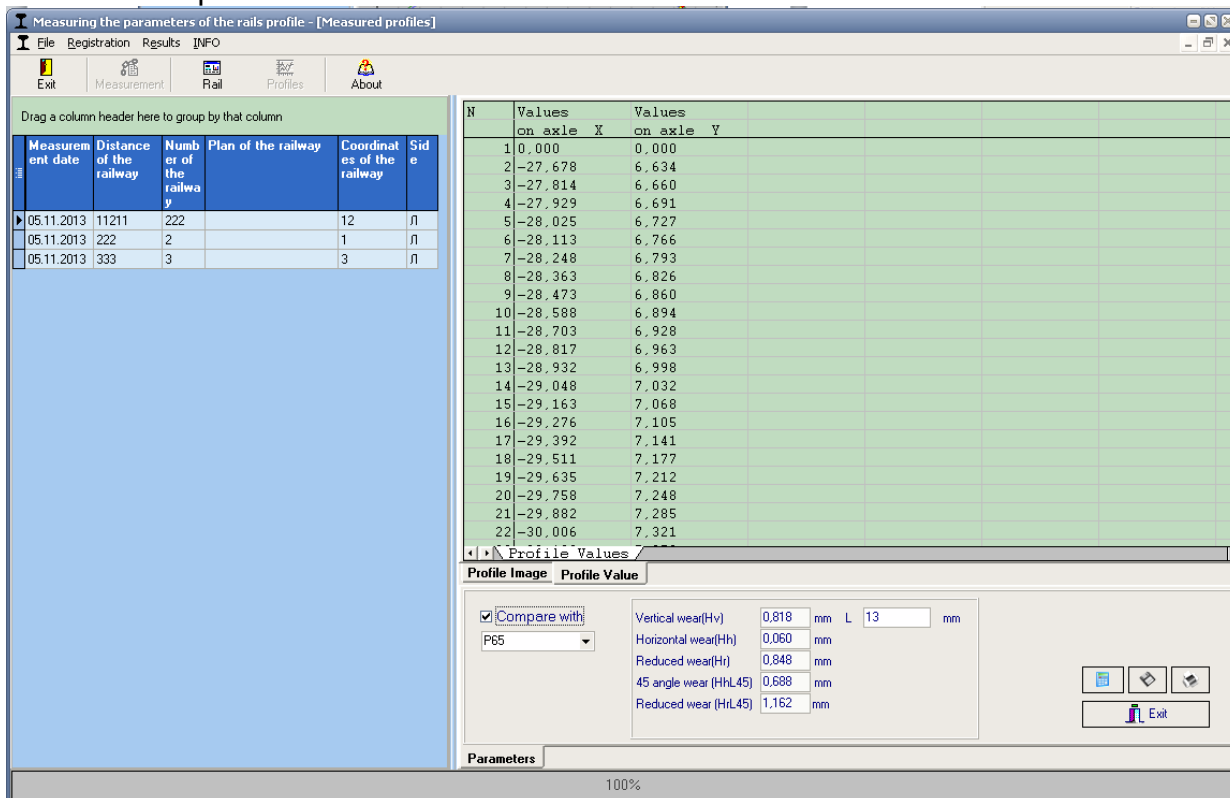 Measuring the parameters of the rails profile - [Measured profiles]
File Registration Results INFO
Exit Measurement Rail Profiles About
Drag a column header here to group by that column
Measurem Distance Numb Plan of the railway Coordinat Sid
ent date of the er of es of the e
railway the railway
railwa
y
05.11.2013 11211 222 12 Л
05.11.2013 222 2 1 Л
05.11.2013 333 3 3 Л
N Values Values
on axle X on axle Y
1 0,000 0,000
2 -27,678 6,634
3 -27,814 6,660
4 -27,929 6,691
5 -28,025 6,727
6 -28,113 6,766
7 -28,248 6,793
8 -28,363 6,826
9 -28,473 6,860
10 -28,588 6,894
11 -28,703 6,928
12 -28,817 6,963
13 -28,932 6,998
14 -29,048 7,032
15 -29,163 7,068
16 -29,276 7,105
17 -29,392 7,141
18 -29,511 7,177
19 -29,635 7,212
20 -29,758 7,248
21 -29,882 7,285
22 -30,006 7,321
Profile Values
Profile Image Profile Value
Compare with
P65
Vertical wear(Hv) 0,818 mm L 13 mm
Horizontal wear(Hh) 0,060 mm
Reduced wear(Hr) 0,848 mm
45 angle wear (HhL45) 0,688 mm
Reduced wear (HrL45) 1,162 mm
Exit
Parameters
100%